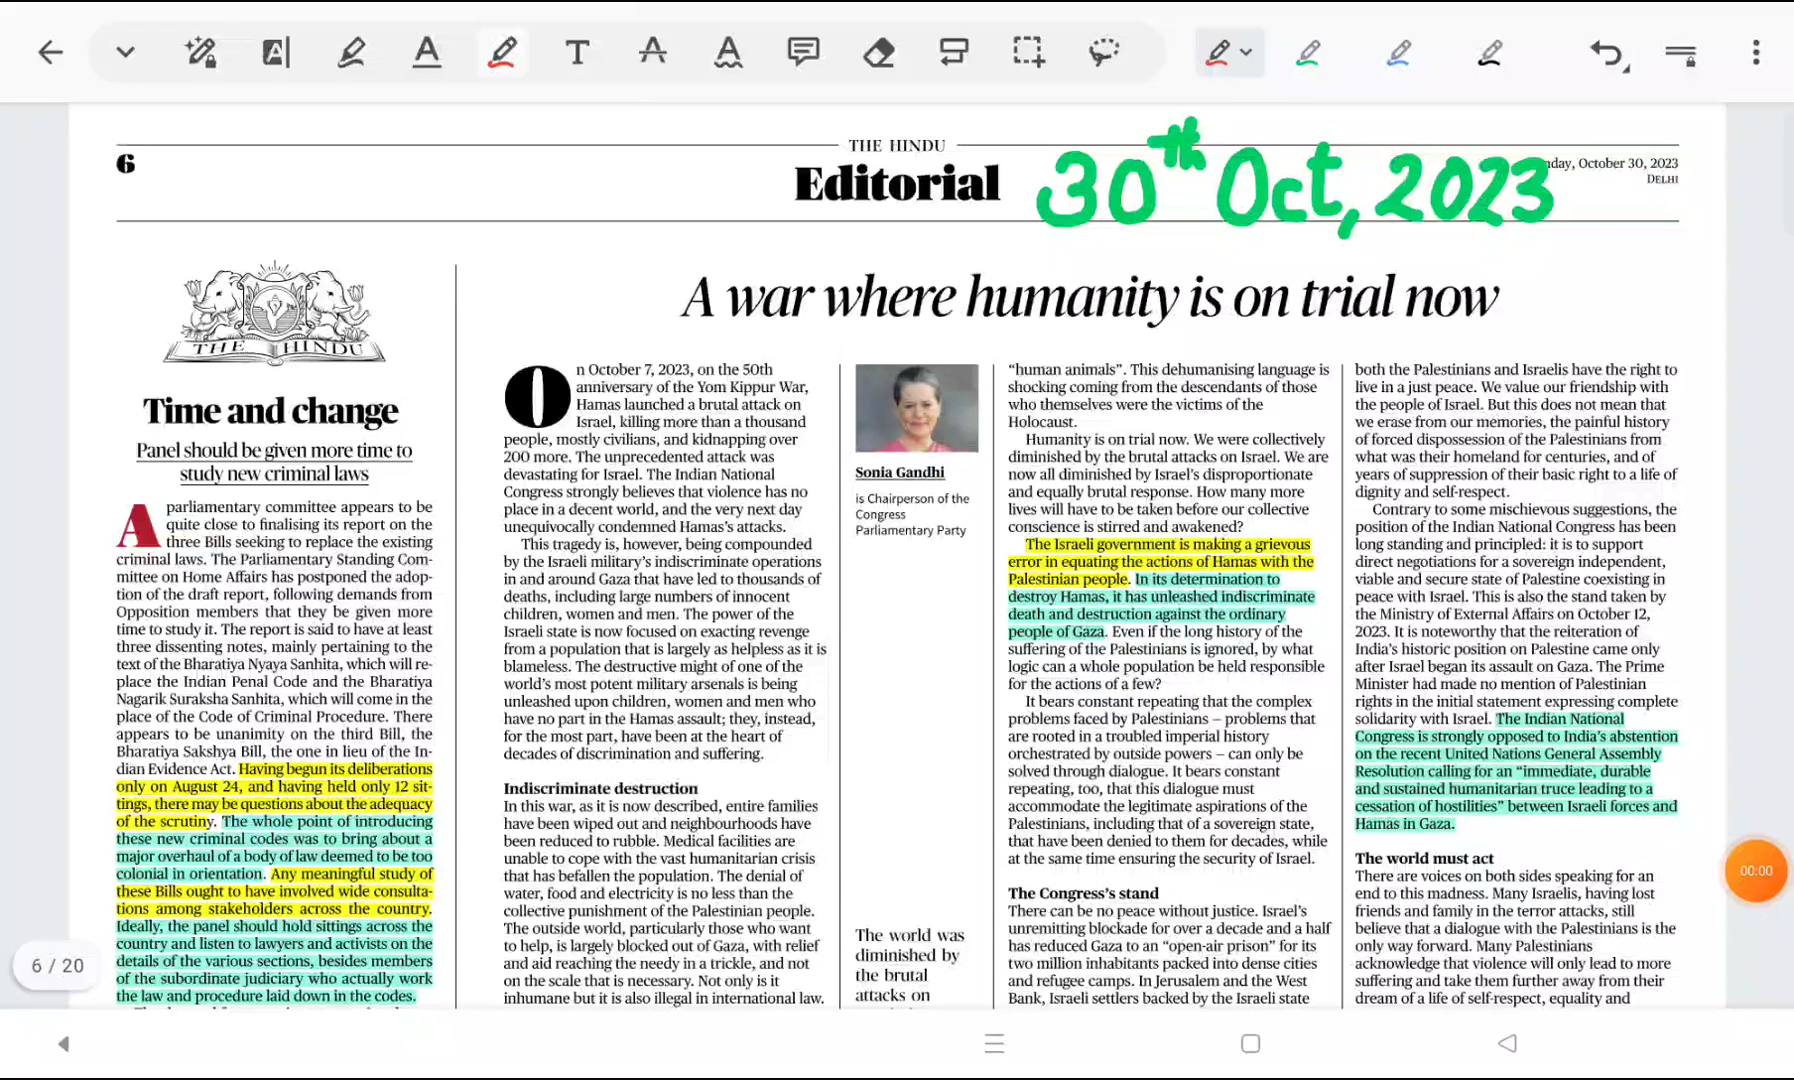 6
THE HINDU
Editorial
30th Oct, 2023
day, October 30, 2023
DELHI
THE HINDU
Time and change
Panel should be given more time to
study new criminal laws
A parliamentary committee appears to be
quite close to finalising its report on the
three Bills seeking to replace the existing
criminal laws. The Parliamentary Standing Com-
mittee on Home Affairs has postponed the adop-
tion of the draft report, following demands from
Opposition members that they be given more
time to study it. The report is said to have at least
three dissenting notes, mainly pertaining to the
text of the Bharatiya Nyaya Sanhita, which will re-
place the Indian Penal Code and the Bharatiya
Nagarik Suraksha Sanhita, which will come in the
place of the Code of Criminal Procedure. There
appears to be unanimity on the third Bill, the
Bharatiya Sakshya Bill, the one in lieu of the In-
dian Evidence Act. Having begun its deliberations
only on August 24, and having held only 12 sit-
tings, there may be questions about the adequacy
of the scrutiny. The whole point of introducing
these new criminal codes was to bring about a
major overhaul of a body of law deemed to be too
colonial in orientation. Any meaningful study of
these Bills ought to have involved wide consulta-
tions among stakeholders across the country.
Ideally, the panel should hold sittings across the
country and listen to lawyers and activists on the
details of the various sections, besides members
of the subordinate judiciary who actually work
the law and procedure laid down in the codes.
A war where humanity is on trial now
On October 7, 2023, on the 50th
anniversary of the Yom Kippur War,
Hamas launched a brutal attack on
Israel, killing more than a thousand
people, mostly civilians, and kidnapping over
200 more. The unprecedented attack was
devastating for Israel. The Indian National
Congress strongly believes that violence has no
place in a decent world, and the very next day
unequivocally condemned Hamas's attacks.
This tragedy is, however, being compounded
by the Israeli military's indiscriminate operations
in and around Gaza that have led to thousands of
deaths, including large numbers of innocent
children, women and men. The power of the
Israeli state is now focused on exacting revenge
from a population that is largely as helpless as it is
blameless. The destructive might of one of the
world's most potent military arsenals is being
unleashed upon children, women and men who
have no part in the Hamas assault; they, instead,
for the most part, have been at the heart of
decades of discrimination and suffering.
Indiscriminate destruction
In this war, as it is now described, entire families
have been wiped out and neighbourhoods have
been reduced to rubble. Medical facilities are
unable to cope with the vast humanitarian crisis
that has befallen the population. The denial of
water, food and electricity is no less than the
collective punishment of the Palestinian people.
The outside world, particularly those who want
to help, is largely blocked out of Gaza, with relief
and aid reaching the needy in a trickle, and not
on the scale that is necessary. Not only is it
inhumane but it is also illegal in international law.
Sonia Gandhi
is Chairperson of the
Congress
Parliamentary Party
The world was
diminished by
the brutal
attacks on
"human animals". This dehumanising language is
shocking coming from the descendants of those
who themselves were the victims of the
Holocaust.
Humanity is on trial now. We were collectively
diminished by the brutal attacks on Israel. We are
now all diminished by Israel's disproportionate
and equally brutal response. How many more
lives will have to be taken before our collective
conscience is stirred and awakened?
The Israeli government is making a grievous
error in equating the actions of Hamas with the
Palestinian people. In its determination to
destroy Hamas, it has unleashed indiscriminate
death and destruction against the ordinary
people of Gaza. Even if the long history of the
suffering of the Palestinians is ignored, by what
logic can a whole population be held responsible
for the actions of a few?
It bears constant repeating that the complex
problems faced by Palestinians – problems that
are rooted in a troubled imperial history
orchestrated by outside powers – can only be
solved through dialogue. It bears constant
repeating, too, that this dialogue must
accommodate the legitimate aspirations of the
Palestinians, including that of a sovereign state,
that have been denied to them for decades, while
at the same time ensuring the security of Israel.
The Congress's stand
There can be no peace without justice. Israel's
unremitting blockade for over a decade and a half
has reduced Gaza to an "open-air prison" for its
two million inhabitants packed into dense cities
and refugee camps. In Jerusalem and the West
Bank, Israeli settlers backed by the Israeli state
both the Palestinians and Israelis have the right to
live in a just peace. We value our friendship with
the people of Israel. But this does not mean that
we erase from our memories, the painful history
of forced dispossession of the Palestinians from
what was their homeland for centuries, and of
years of suppression of their basic right to a life of
dignity and self-respect.
Contrary to some mischievous suggestions, the
position of the Indian National Congress has been
long standing and principled: it is to support
direct negotiations for a sovereign independent,
viable and secure state of Palestine coexisting in
peace with Israel. This is also the stand taken by
the Ministry of External Affairs on October 12,
2023. It is noteworthy that the reiteration of
India's historic position on Palestine came only
after Israel began its assault on Gaza. The Prime
Minister had made no mention of Palestinian
rights in the initial statement expressing complete
solidarity with Israel. The Indian National
Congress is strongly opposed to India's abstention
on the recent United Nations General Assembly
Resolution calling for an "immediate, durable
and sustained humanitarian truce leading to a
cessation of hostilities" between Israeli forces and
Hamas in Gaza.
The world must act
There are voices on both sides speaking for an
end to this madness. Many Israelis, having lost
friends and family in the terror attacks, still
believe that a dialogue with the Palestinians is the
only way forward. Many Palestinians
acknowledge that violence will only lead to more
suffering and take them further away from their
dream of a life of self-respect, equality and
00:00
6 / 20